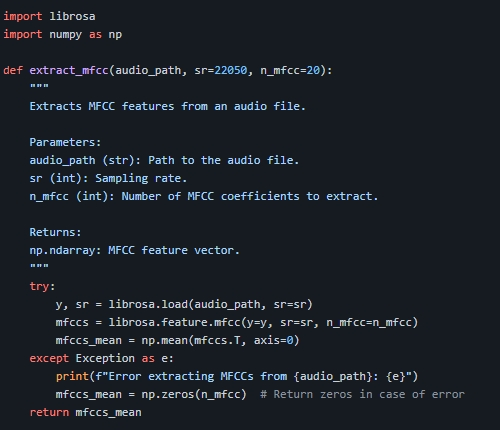 import librosa
import numpy as np

def extract_mfcc(audio_path, sr=22050, n_mfcc=20):
    """
    Extracts MFCC features from an audio file.

    Parameters:
    audio_path (str): Path to the audio file.
    sr (int): Sampling rate.
    n_mfcc (int): Number of MFCC coefficients to extract.

    Returns:
    np.ndarray: MFCC feature vector.
    """
    try:
        y, sr = librosa.load(audio_path, sr=sr)
        mfccs = librosa.feature.mfcc(y=y, sr=sr, n_mfcc=n_mfcc)
        mfccs_mean = np.mean(mfccs.T, axis=0)
    except Exception as e:
        print(f"Error extracting MFCCs from {audio_path}: {e}")
        mfccs_mean = np.zeros(n_mfcc)  # Return zeros in case of error
    return mfccs_mean